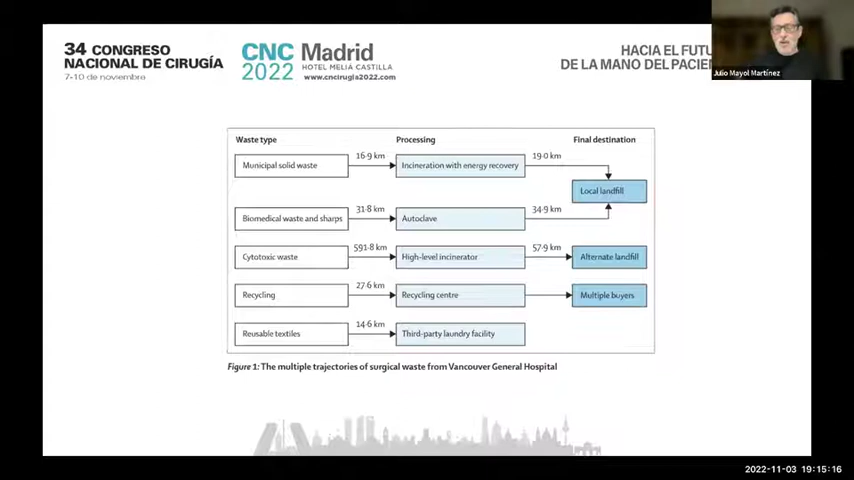 34 CONGRESO
NACIONAL DE CIRUGÍA
7-10 de noviembre
CNC
2022
Madrid
HOTEL MELIÁ CASTILLA
www.cncirugia2022.com
HACIA EL FUTU
DE LA MANO DEL PACIEN
Julio Mayol Martínez
Waste type Processing Final destination
Municipal solid waste 16·9 km Incineration with energy recovery 19·0 km
Local landfill
Biomedical waste and sharps 31·8 km Autoclave 34·9 km
Cytotoxic waste 591·8 km High-level incinerator 57·9 km Alternate landfill
Recycling 27·6 km Recycling centre Multiple buyers
Reusable textiles 14·6 km Third-party laundry facility
Figure 1: The multiple trajectories of surgical waste from Vancouver General Hospital
2022-11-03 19:15:16